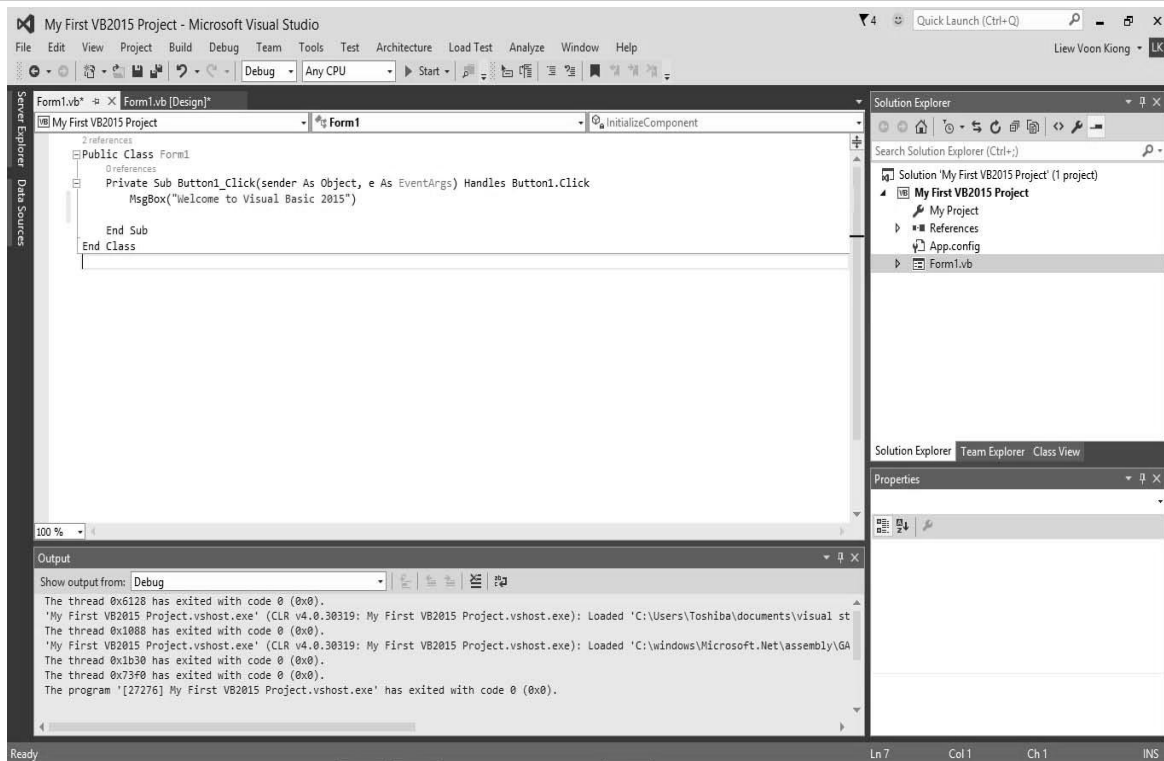 My First VB2015 Project - Microsoft Visual Studio
4
Quick Launch (Ctrl+Q)
File Edit View Project Build Debug Team Tools Test Architecture Load Test Analyze Window Help
Liew Voon Kiong
LK
Debug
Any CPU
Start
Server Explorer
Data Sources
Form1.vb*
Form1.vb [Design]*
VB My First VB2015 Project
Form1
InitializeComponent
2 references
Public Class Form1
0 references
Private Sub Button1_Click(sender As Object, e As EventArgs) Handles Button1.Click
MsgBox("Welcome to Visual Basic 2015")
End Sub
End Class
100 %
Solution Explorer
Search Solution Explorer (Ctrl+;)
Solution 'My First VB2015 Project' (1 project)
VB My First VB2015 Project
My Project
References
App.config
Form1.vb
Solution Explorer Team Explorer Class View
Properties
Output
Show output from: Debug
The thread 0x6128 has exited with code 0 (0x0).
'My First VB2015 Project.vshost.exe' (CLR v4.0.30319: My First VB2015 Project.vshost.exe): Loaded 'C:\Users\Toshiba\documents\visual st
The thread 0x1088 has exited with code 0 (0x0).
'My First VB2015 Project.vshost.exe' (CLR v4.0.30319: My First VB2015 Project.vshost.exe): Loaded 'C:\windows\Microsoft.Net\assembly\GA
The thread 0x1b30 has exited with code 0 (0x0).
The thread 0x73f0 has exited with code 0 (0x0).
The program '[27276] My First VB2015 Project.vshost.exe' has exited with code 0 (0x0).
Ready
Ln 7 Col 1 Ch 1 INS